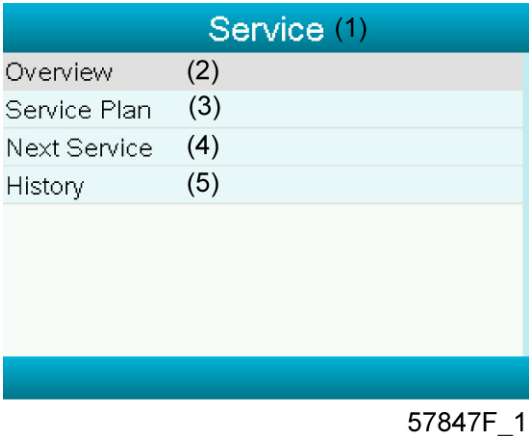 Service (1)
Overview (2)
Service Plan (3)
Next Service (4)
History (5)
57847F_1